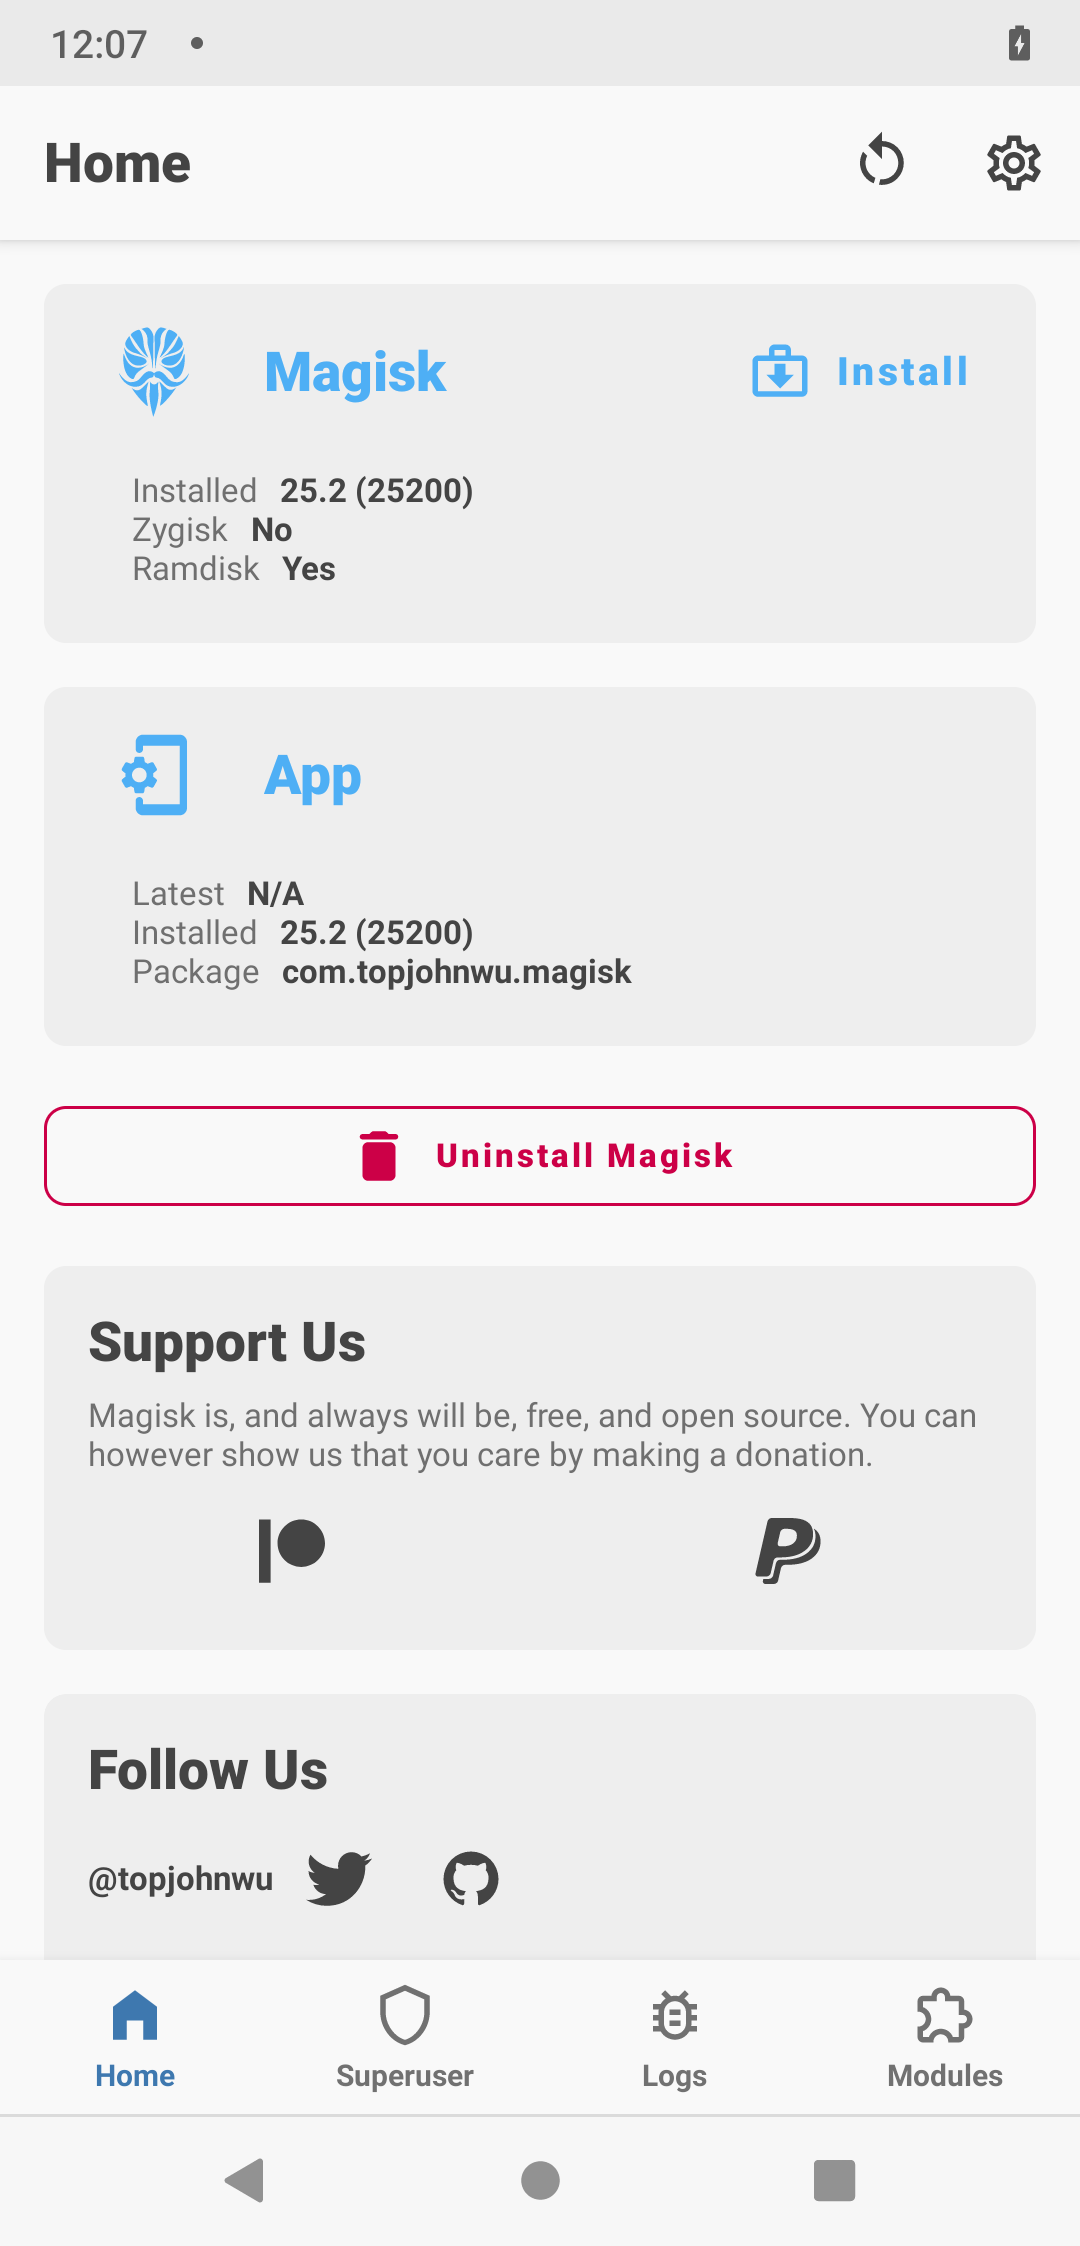 12:07
Home
Magisk
Install
Installed 25.2 (25200)
Zygisk No
Ramdisk Yes
App
Latest N/A
Installed 25.2 (25200)
Package com.topjohnwu.magisk
Uninstall Magisk
Support Us
Magisk is, and always will be, free, and open source. You can
however show us that you care by making a donation.
Follow Us
@topjohnwu
Home
Superuser
Logs
Modules